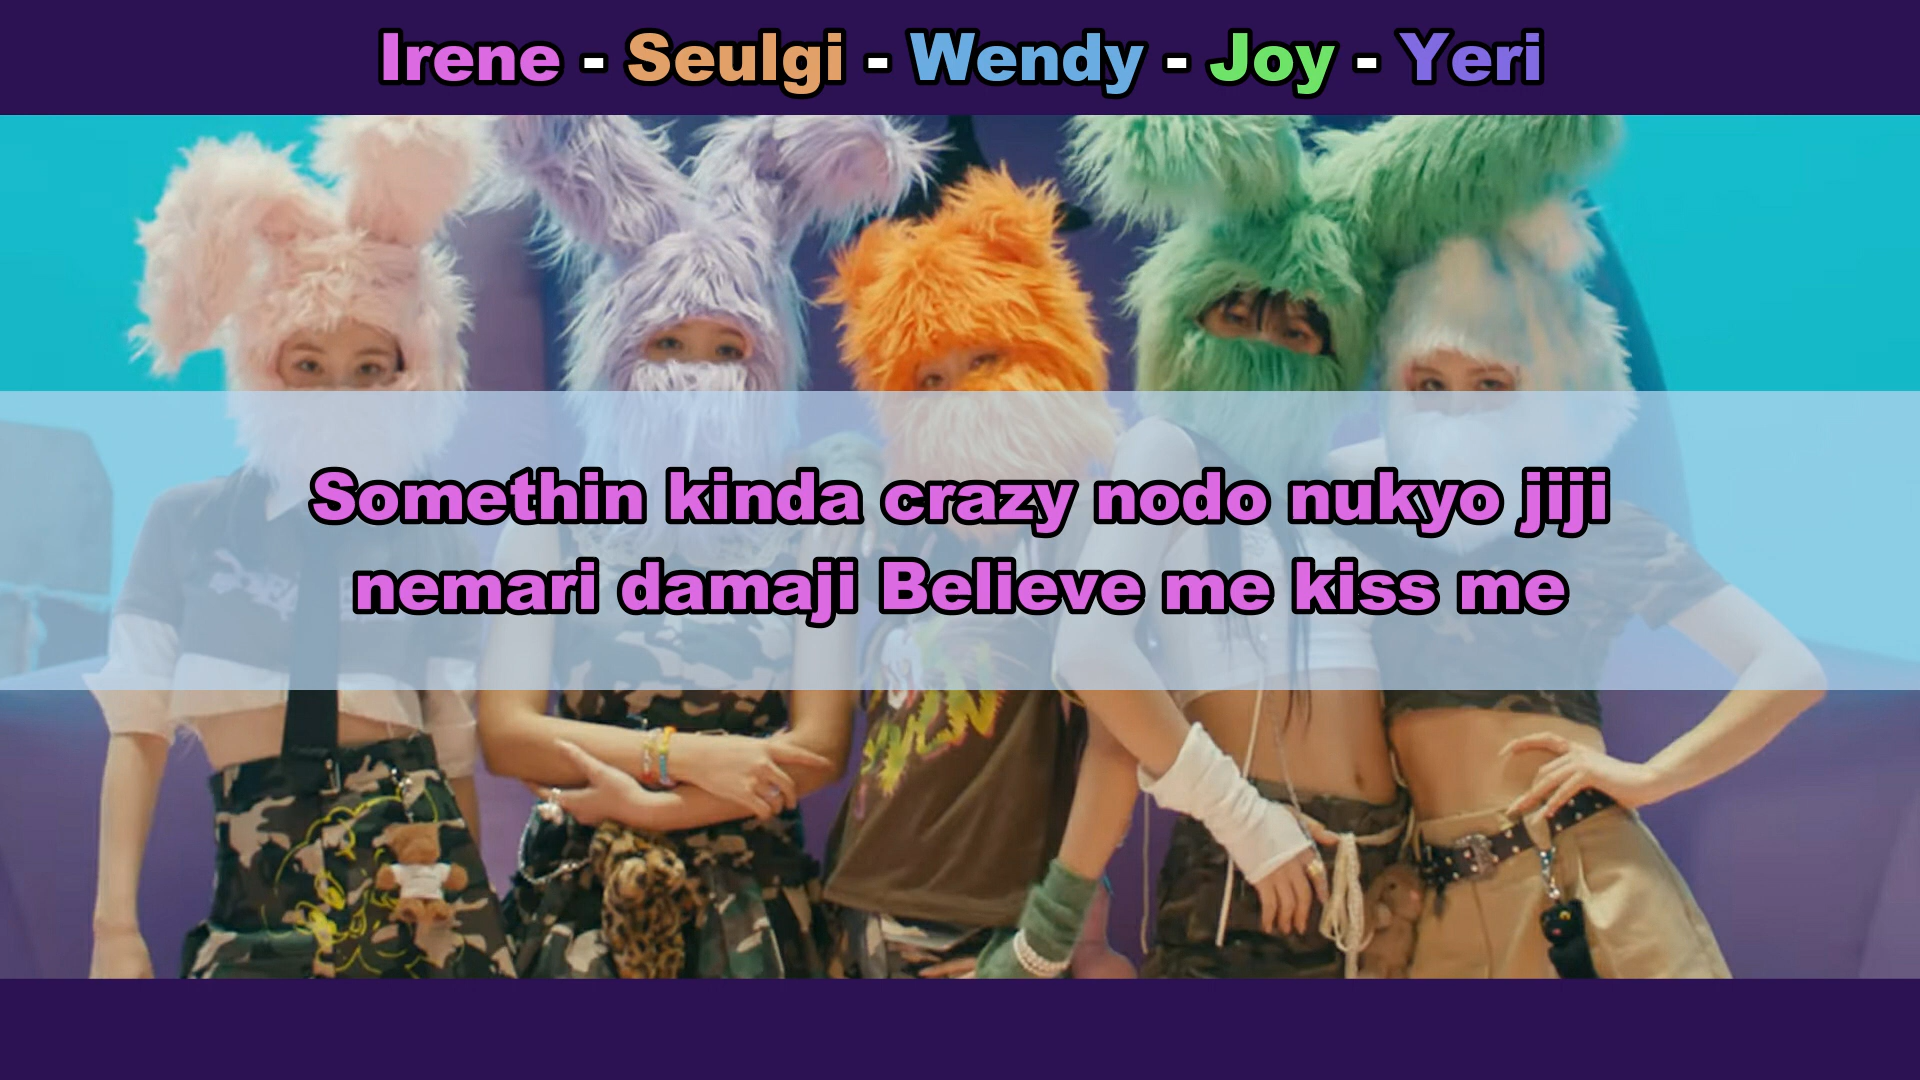 Irene - Seulgi - Wendy - Joy - Yeri
Somethin kinda crazy nodo nukyo jiji
nemari damaji Believe me kiss me